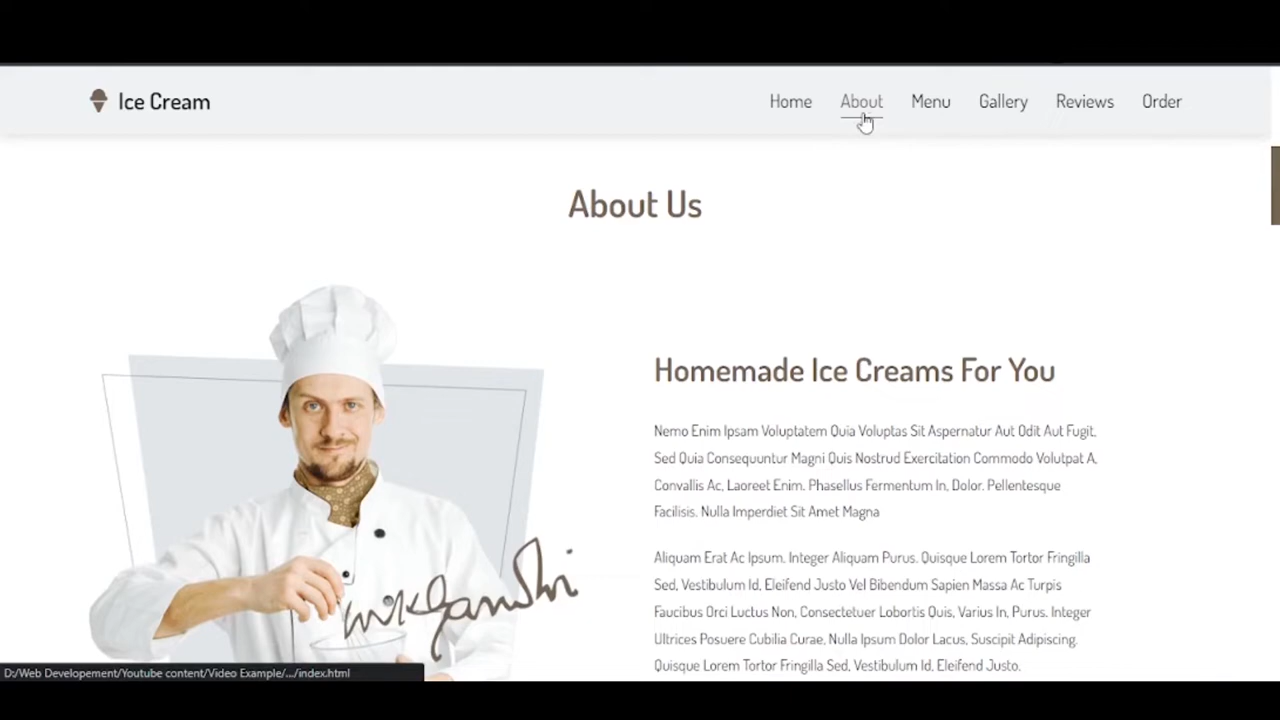 Ice Cream
Home About Menu Gallery Reviews Order
About Us
Homemade Ice Creams For You
Nemo Enim Ipsam Voluptatem Quia Voluptas Sit Aspernatur Aut Odit Aut Fugit,
Sed Quia Consequuntur Magni Quis Nostrud Exercitation Commodo Volutpat A,
Convallis Ac, Laoreet Enim. Phasellus Fermentum In, Dolor. Pellentesque
Facilisis. Nulla Imperdiet Sit Amet Magna
Aliquam Erat Ac Ipsum. Integer Aliquam Purus. Quisque Lorem Tortor Fringilla
Sed, Vestibulum Id, Eleifend Justo Vel Bibendum Sapien Massa Ac Turpis
Faucibus Orci Luctus Non, Consectetuer Lobortis Quis, Varius In, Purus. Integer
Ultrices Posuere Cubilia Curae, Nulla Ipsum Dolor Lacus, Suscipit Adipiscing.
Quisque Lorem Tortor Fringilla Sed, Vestibulum Id, Eleifend Justo.
D:/Web Developement/Youtube content/Video Example/.../index.html